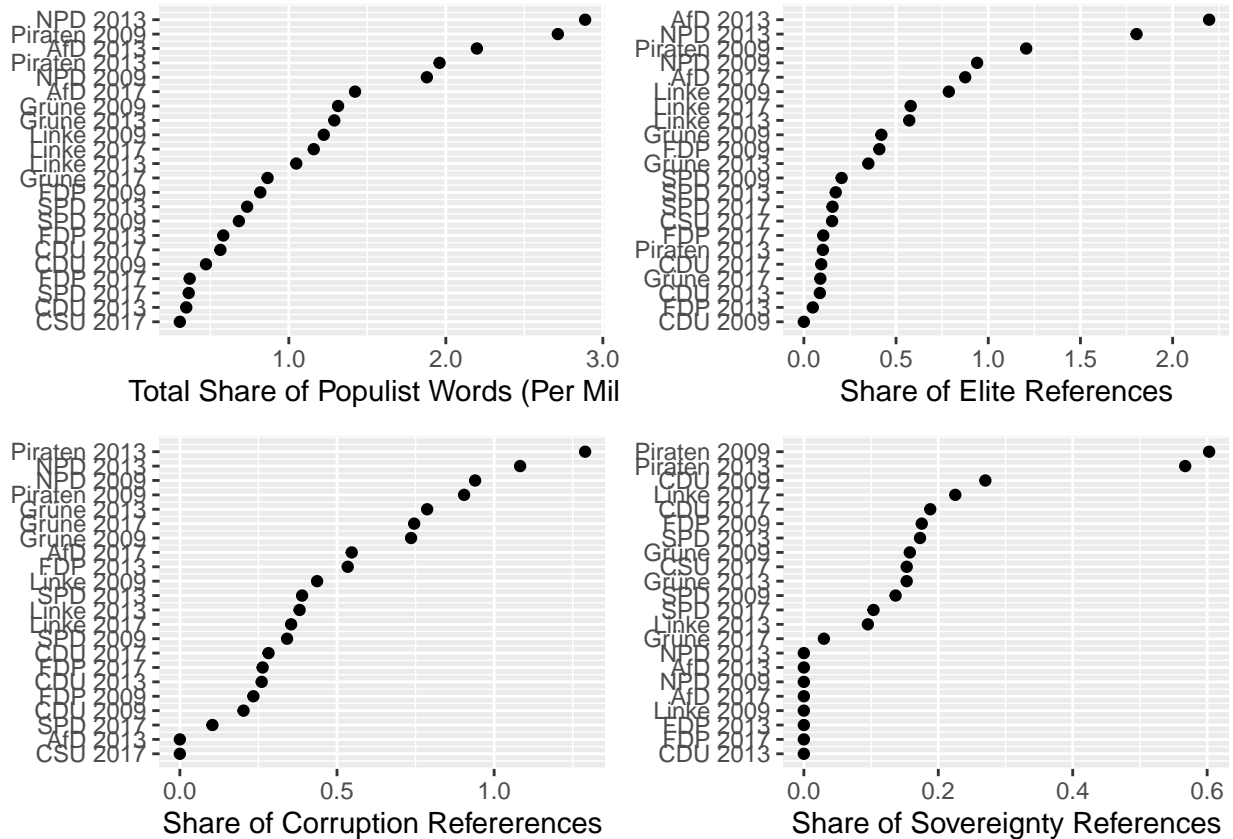 NPD 2013
Piraten 2009
AfD 2013
Piraten 2013
NPD 2009
AfD 2017
Grüne 2009
Grüne 2013
Linke 2009
Linke 2017
Linke 2013
Grüne 2017
FDP 2009
SPD 2013
SPD 2009
FDP 2013
CDU 2017
CDU 2009
FDP 2017
SPD 2017
CDU 2013
CSU 2017
1.0 2.0 3.0
Total Share of Populist Words (Per Mil
AfD 2013
NPD 2013
Piraten 2009
NPD 2009
AfD 2017
Linke 2009
Linke 2017
Linke 2013
Grüne 2009
FDP 2009
Grüne 2013
SPD 2009
SPD 2013
SPD 2017
CSU 2017
FDP 2017
Piraten 2013
CDU 2017
Grüne 2017
CDU 2013
FDP 2013
CDU 2009
0.0 0.5 1.0 1.5 2.0
Share of Elite References
Piraten 2013
NPD 2013
NPD 2009
Piraten 2009
Grüne 2013
Grüne 2017
Grüne 2009
AfD 2017
FDP 2013
Linke 2009
SPD 2013
Linke 2013
Linke 2017
SPD 2009
CDU 2017
FDP 2017
CDU 2013
FDP 2009
CDU 2009
SPD 2017
AfD 2013
CSU 2017
0.0 0.5 1.0
Share of Corruption Refererences
Piraten 2009
Piraten 2013
CDU 2009
Linke 2017
CDU 2017
FDP 2009
SPD 2013
Grüne 2009
CSU 2017
Grüne 2013
SPD 2009
SPD 2017
Linke 2013
Grüne 2017
NPD 2013
AfD 2013
NPD 2009
AfD 2017
Linke 2009
FDP 2013
FDP 2017
CDU 2013
0.0 0.2 0.4 0.6
Share of Sovereignty References